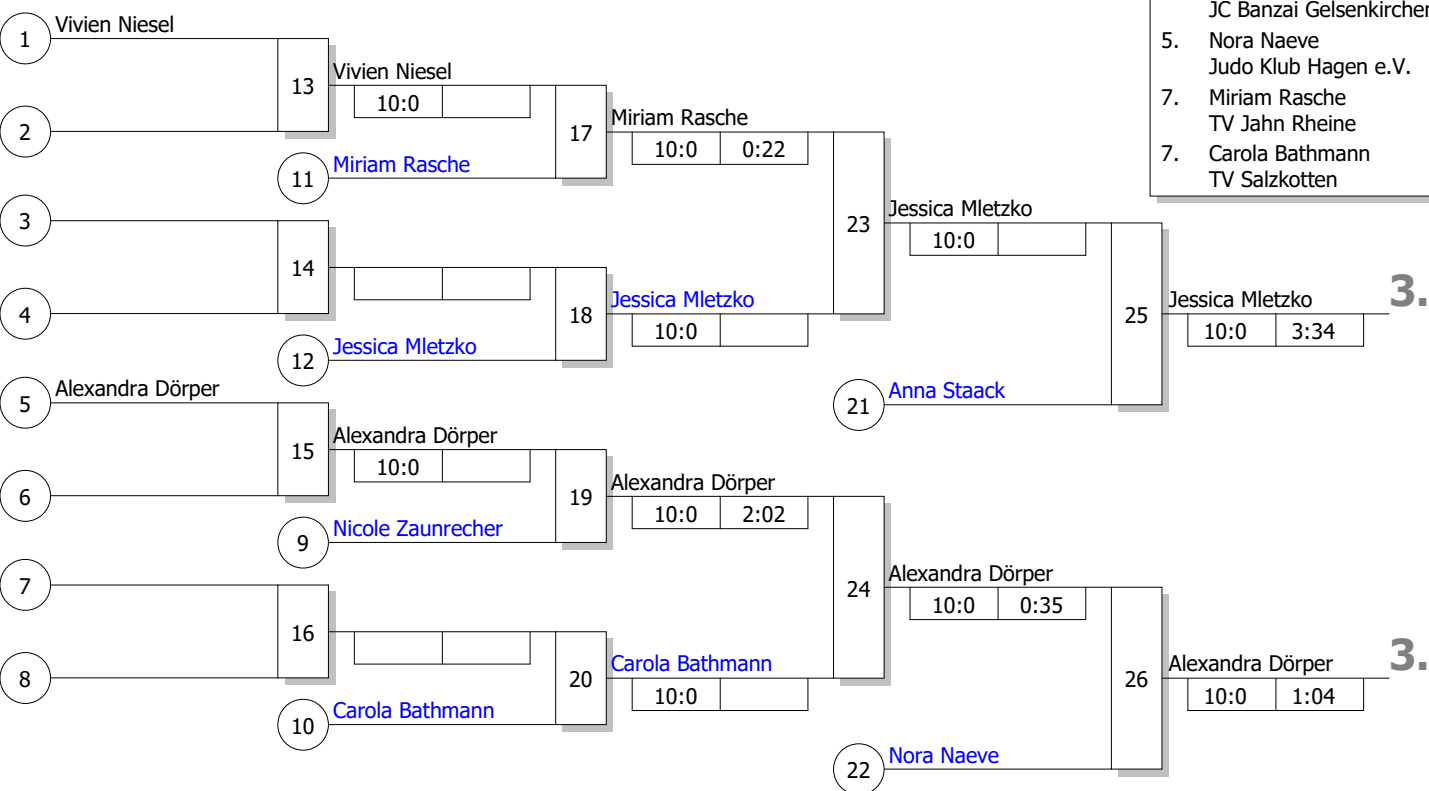 JC Banzai Gelsenkirchen
5. Nora Naeve
Judo Klub Hagen e.V.
7. Miriam Rasche
TV Jahn Rheine
7. Carola Bathmann
TV Salzkotten
1 Vivien Niesel
13 Vivien Niesel
10:0
2
17 Miriam Rasche
10:0 0:22
11 Miriam Rasche
3
23 Jessica Mletzko
10:0
14
4
18 Jessica Mletzko
10:0
12 Jessica Mletzko
25 Jessica Mletzko 3.
10:0 3:34
5 Alexandra Dörper
21 Anna Staack
15 Alexandra Dörper
10:0
6
19 Alexandra Dörper
10:0 2:02
9 Nicole Zaunrecher
7
24 Alexandra Dörper
10:0 0:35
16
8
20 Carola Bathmann
10:0
10 Carola Bathmann
26 Alexandra Dörper 3.
10:0 1:04
22 Nora Naeve